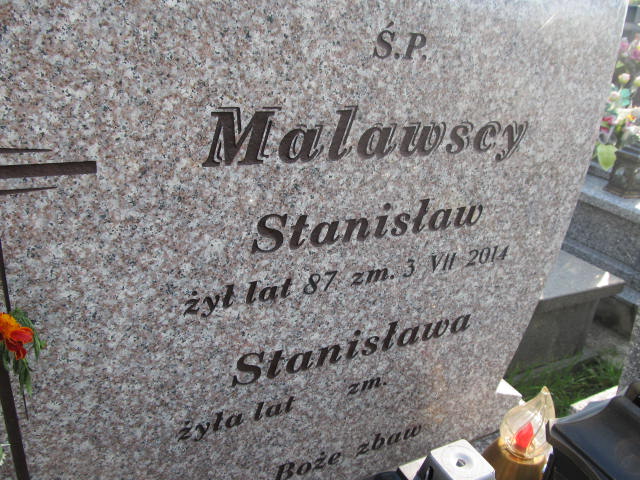 Ś.P.
Malawscy
Stanisław
żył lat 87 zm. 3 VII 2014
Stanisława
żyła lat zm.
Boże zbaw